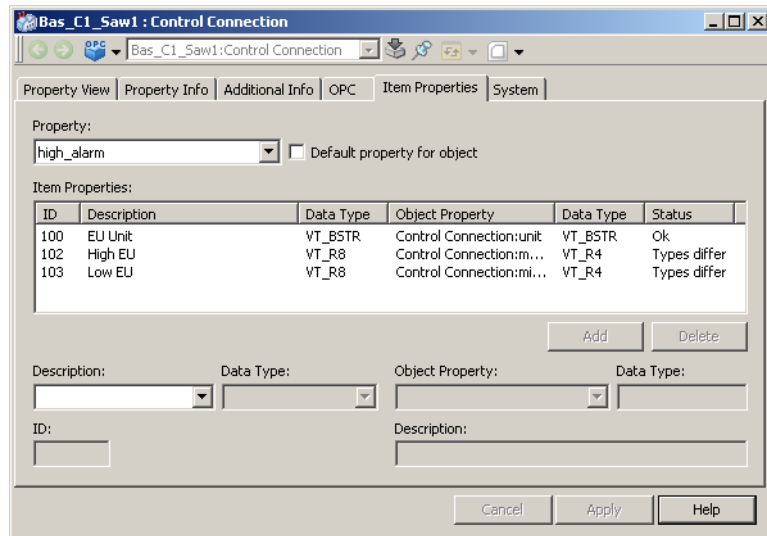 Bas_C1_Saw1 : Control Connection
OPC Bas_C1_Saw1:Control Connection
Property View Property Info Additional Info OPC Item Properties System
Property:
high_alarm Default property for object
Item Properties:
ID Description Data Type Object Property Data Type Status
100 EU Unit VT_BSTR Control Connection:unit VT_BSTR Ok
102 High EU VT_R8 Control Connection:m... VT_R4 Types differ
103 Low EU VT_R8 Control Connection:mi... VT_R4 Types differ
Add Delete
Description: Data Type: Object Property: Data Type:
ID: Description:
Cancel Apply Help